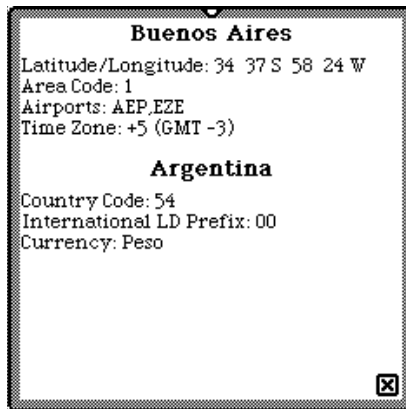 Buenos Aires
Latitude/Longitude: 34 37 S 58 24 W
Area Code: 1
Airports: AEP,EZE
Time Zone: +5 (GMT -3)
Argentina
Country Code: 54
International LD Prefix: 00
Currency: Peso